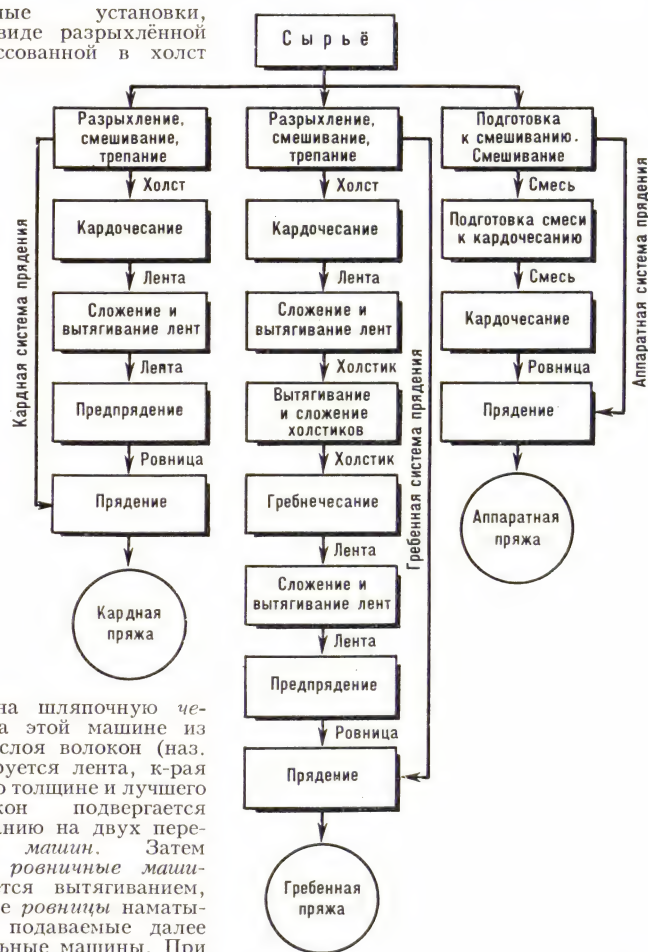 ные установки,
виде разрыхлённой
ссованной в холст
Сырьё
Разрыхление,
смешивание,
трепание
Холст
Кардочесание
Лента
Сложение и
вытягивание лент
Лента
Предпрядение
Ровница
Прядение
Кардная
пряжа
Кардная система прядения
Разрыхление,
смешивание,
трепание
Холст
Кардочесание
Лента
Сложение и
вытягивание лент
Холстик
Вытягивание
и сложение
холстиков
Холстик
Гребнечесание
Лента
Сложение и
вытягивание лент
Лента
Предпрядение
Ровница
Прядение
Гребенная
пряжа
Гребенная система прядения
Подготовка
к смешиванию.
Смешивание
Смесь
Подготовка смеси
к кардочесанию
Смесь
Кардочесание
Ровница
Прядение
Аппаратная
пряжа
Аппаратная система прядения
на шляпочную че-
а этой машине из
слоя волокон (наз.
руется лента, к-рая
о толщине и лучшего
кон подвергается
анию на двух пере-
машин. Затем
ровничные маши-
ется вытягиванием,
е ровницы наматы-
подаваемые далее
льные машины. При